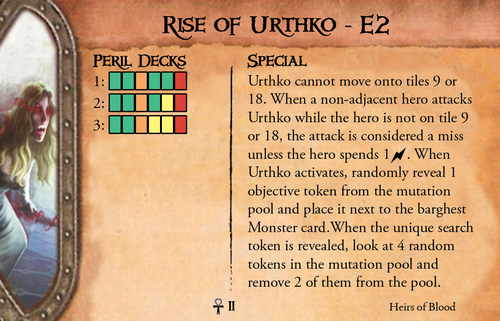 Rise of Urthko - E2
Peril Decks
1:
2:
3:
Special
Urthko cannot move onto tiles 9 or
18. When a non-adjacent hero attacks
Urthko while the hero is not on tile 9
or 18, the attack is considered a miss
unless the hero spends 1. When
Urthko activates, randomly reveal 1
objective token from the mutation
pool and place it next to the barghest
Monster card.When the unique search
token is revealed, look at 4 random
tokens in the mutation pool and
remove 2 of them from the pool.
II
Heirs of Blood